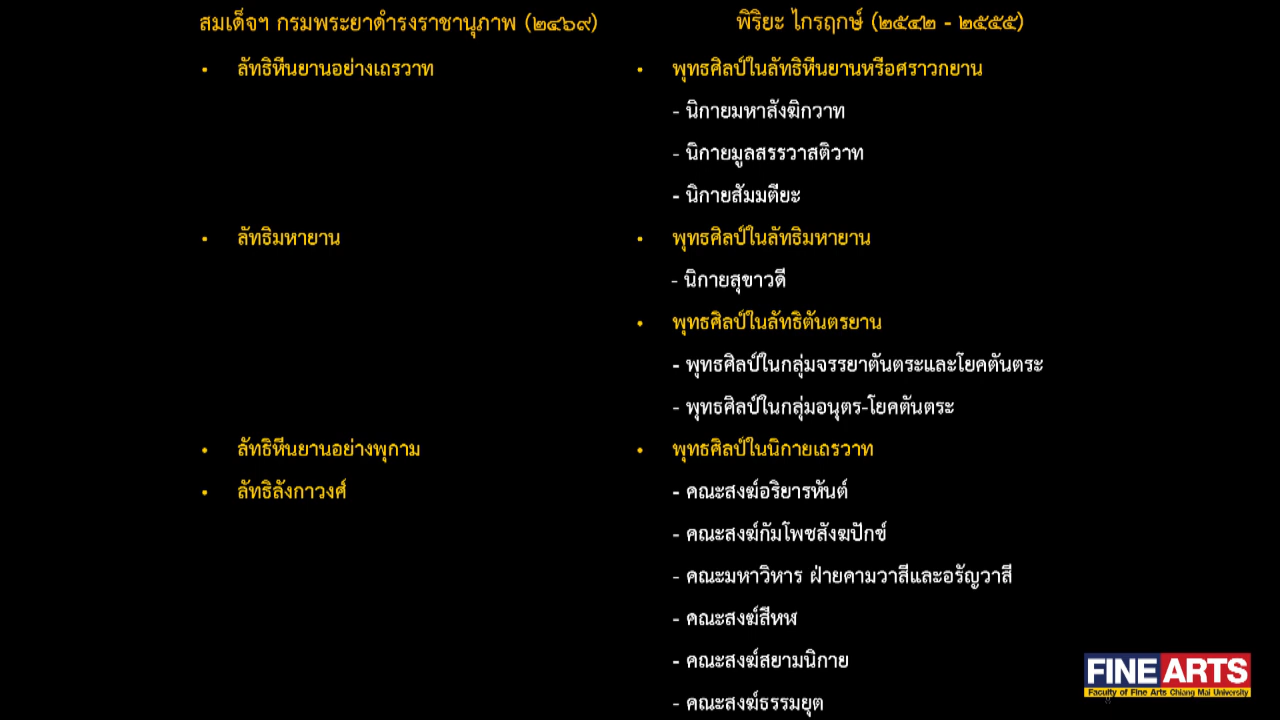 สมเด็จฯ กรมพระยาดำรงราชานุภาพ (๒๔๖๙)
• ลัทธิหีนยานอย่างเถรวาท
• ลัทธิมหายาน
• ลัทธิหีนยานอย่างพุกาม
• ลัทธิลังกาวงศ์
พิริยะ ไกรฤกษ์ (๒๕๔๒ - ๒๕๕๕)
• พุทธศิลป์ในลัทธิหีนยานหรือศราวกยาน
- นิกายมหาสังฆิกวาท
- นิกายมูลสรรวาสติวาท
- นิกายสัมมตียะ
• พุทธศิลป์ในลัทธิมหายาน
- นิกายสุขาวดี
• พุทธศิลป์ในลัทธิตันตรยาน
- พุทธศิลป์ในกลุ่มจรรยาตันตระและโยคตันตระ
- พุทธศิลป์ในกลุ่มอนุตร-โยคตันตระ
• พุทธศิลป์ในนิกายเถรวาท
- คณะสงฆ์อริยารหันต์
- คณะสงฆ์กัมโพชสังฆปักข์
- คณะมหาวิหาร ฝ่ายคามวาสีและอรัญวาสี
- คณะสงฆ์สีหฬ
- คณะสงฆ์สยามนิกาย
- คณะสงฆ์ธรรมยุต
FINE ARTS
Faculty of Fine Arts Chiang Mai University